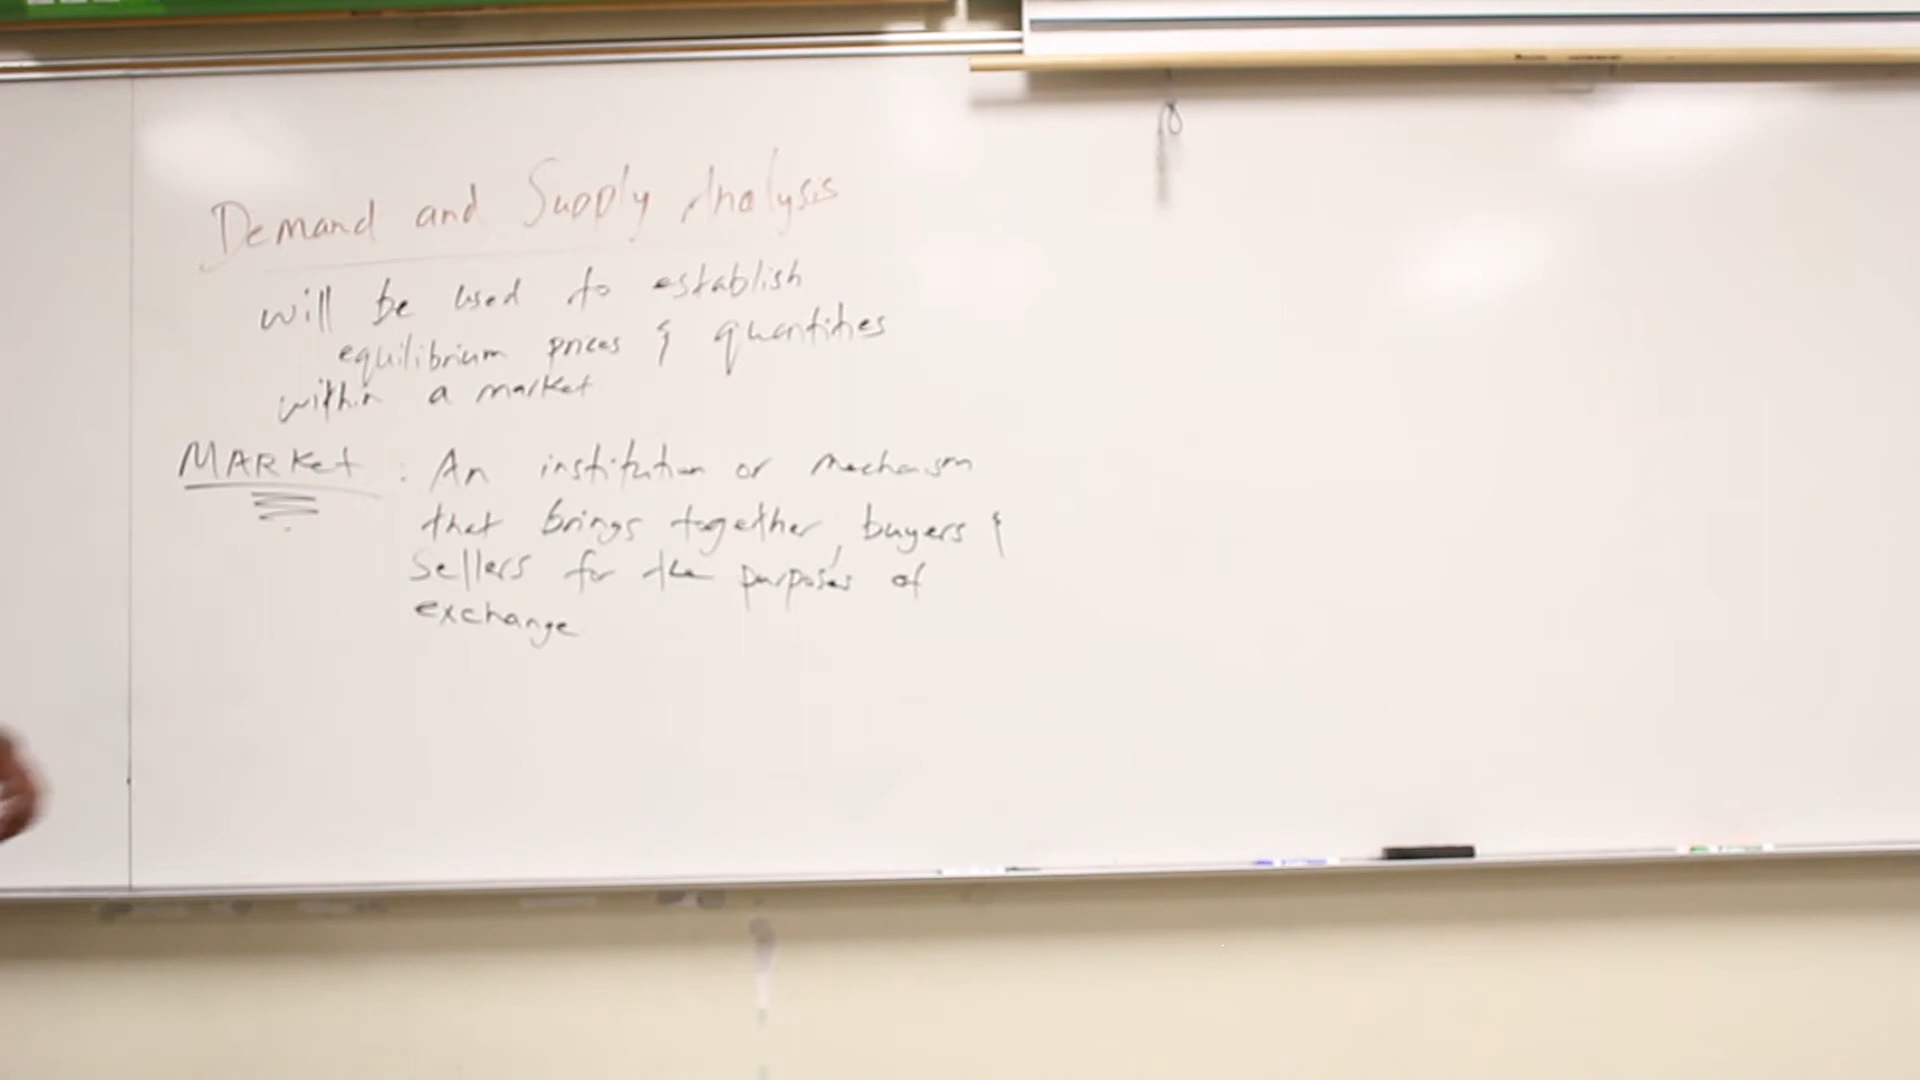 Demand and Supply Analysis
will be used to establish
equilibrium prices & quantities
within a market
MARKET : An institution or mechanism
that brings together, buyers &
sellers for the purposes of
exchange